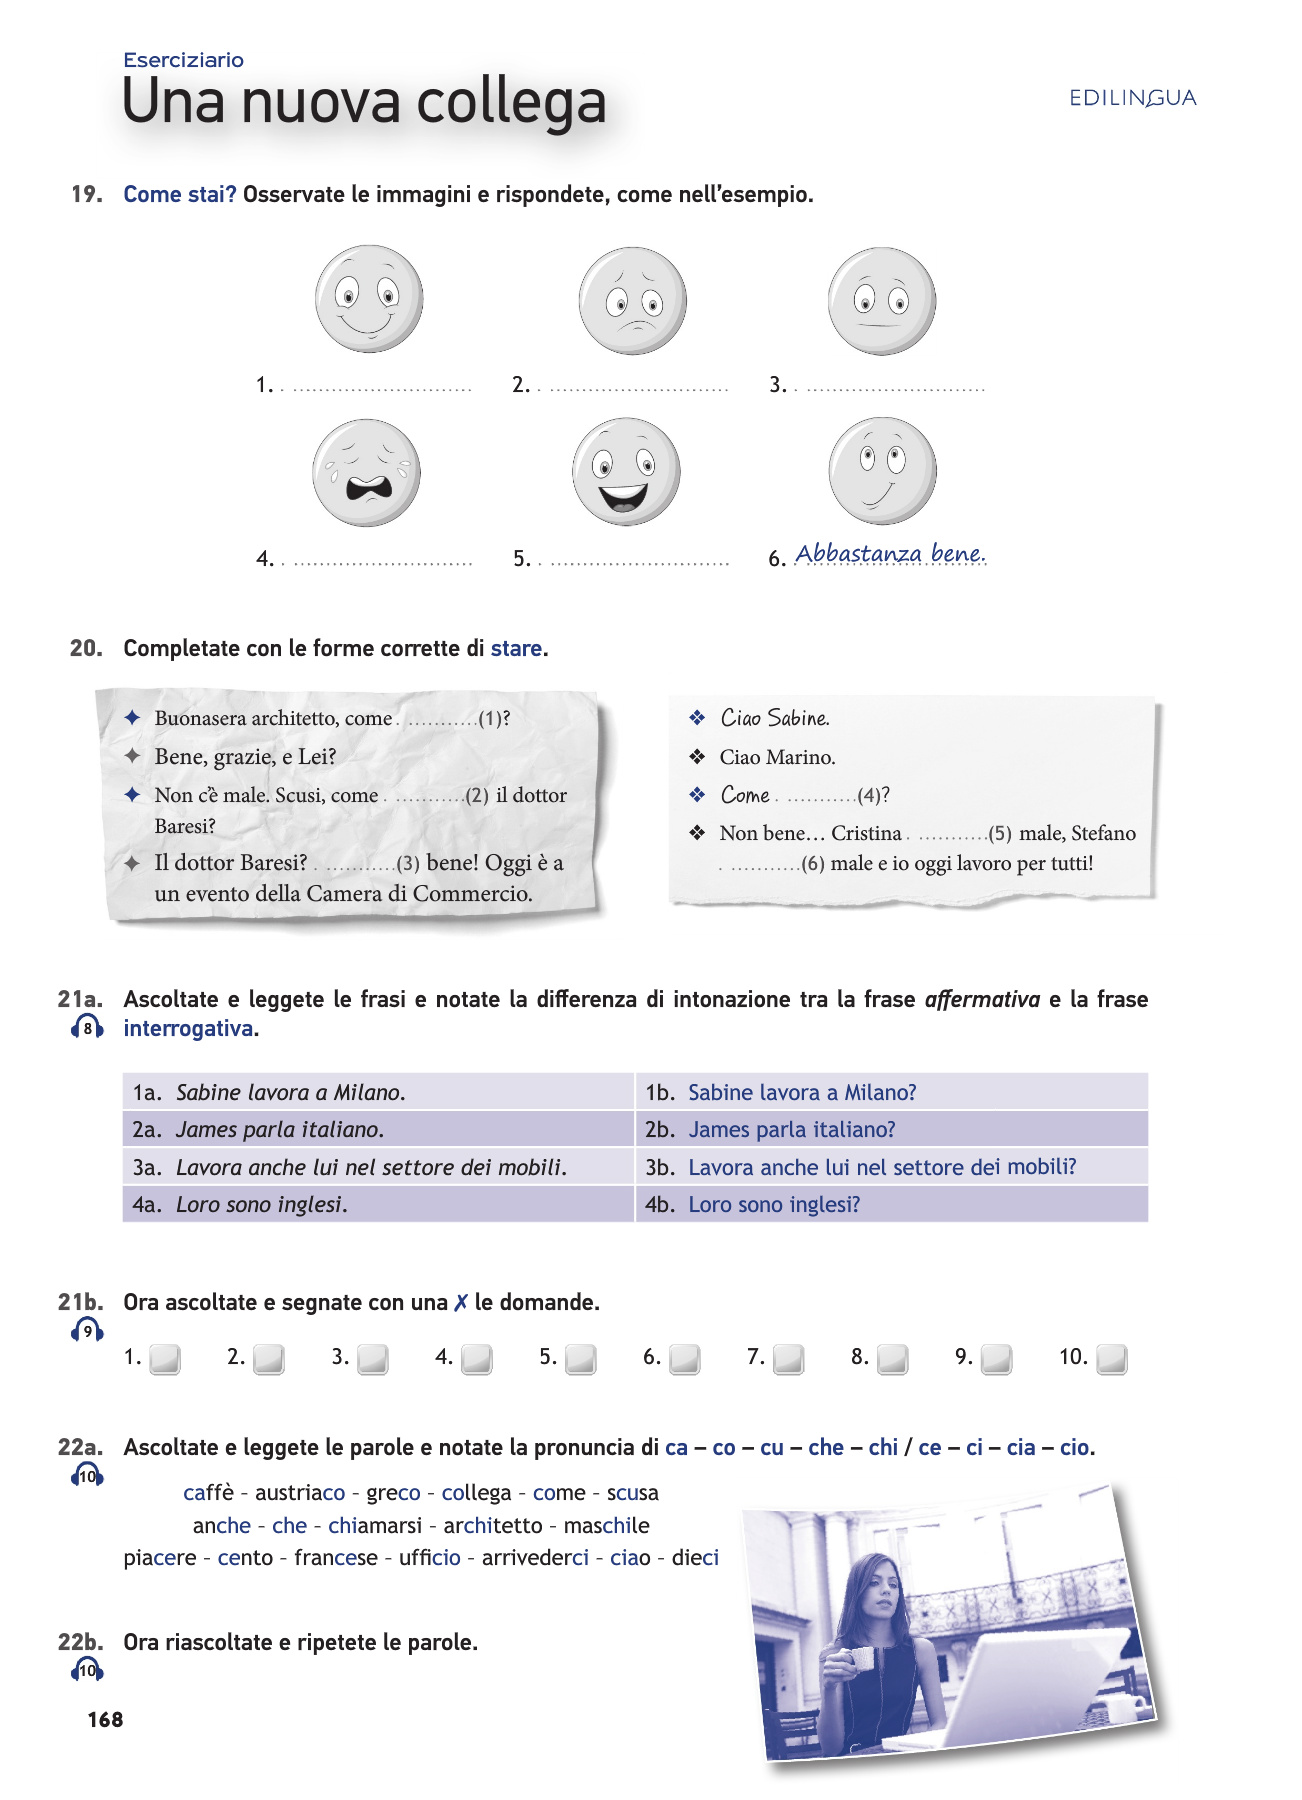 Eserciziario
Una nuova collega
EDILINGUA
19. Come stai? Osservate le immagini e rispondete, come nell'esempio.
1. . ........................... 2. . ........................... 3. . ...........................
4. . ........................... 5. . ........................... 6. Abbastanza bene.
20. Completate con le forme corrette di stare.
✦ Buonasera architetto, come . ...........(1)?
✦ Bene, grazie, e Lei?
✦ Non c'è male. Scusi, come . ...........(2) il dottor
Baresi?
✦ Il dottor Baresi? . ...........(3) bene! Oggi è a
un evento della Camera di Commercio.
❖ Ciao Sabine.
❖ Ciao Marino.
❖ Come . ...........(4)?
❖ Non bene… Cristina . ...........(5) male, Stefano
. ...........(6) male e io oggi lavoro per tutti!
21a. Ascoltate e leggete le frasi e notate la differenza di intonazione tra la frase affermativa e la frase
8 interrogativa.
1a. Sabine lavora a Milano. 1b. Sabine lavora a Milano?
2a. James parla italiano. 2b. James parla italiano?
3a. Lavora anche lui nel settore dei mobili. 3b. Lavora anche lui nel settore dei mobili?
4a. Loro sono inglesi. 4b. Loro sono inglesi?
21b. Ora ascoltate e segnate con una ✗ le domande.
9
1. 2. 3. 4. 5. 6. 7. 8. 9. 10.
22a. Ascoltate e leggete le parole e notate la pronuncia di ca – co – cu – che – chi / ce – ci – cia – cio.
10
caffè - austriaco - greco - collega - come - scusa
anche - che - chiamarsi - architetto - maschile
piacere - cento - francese - ufficio - arrivederci - ciao - dieci
22b. Ora riascoltate e ripetete le parole.
10
168